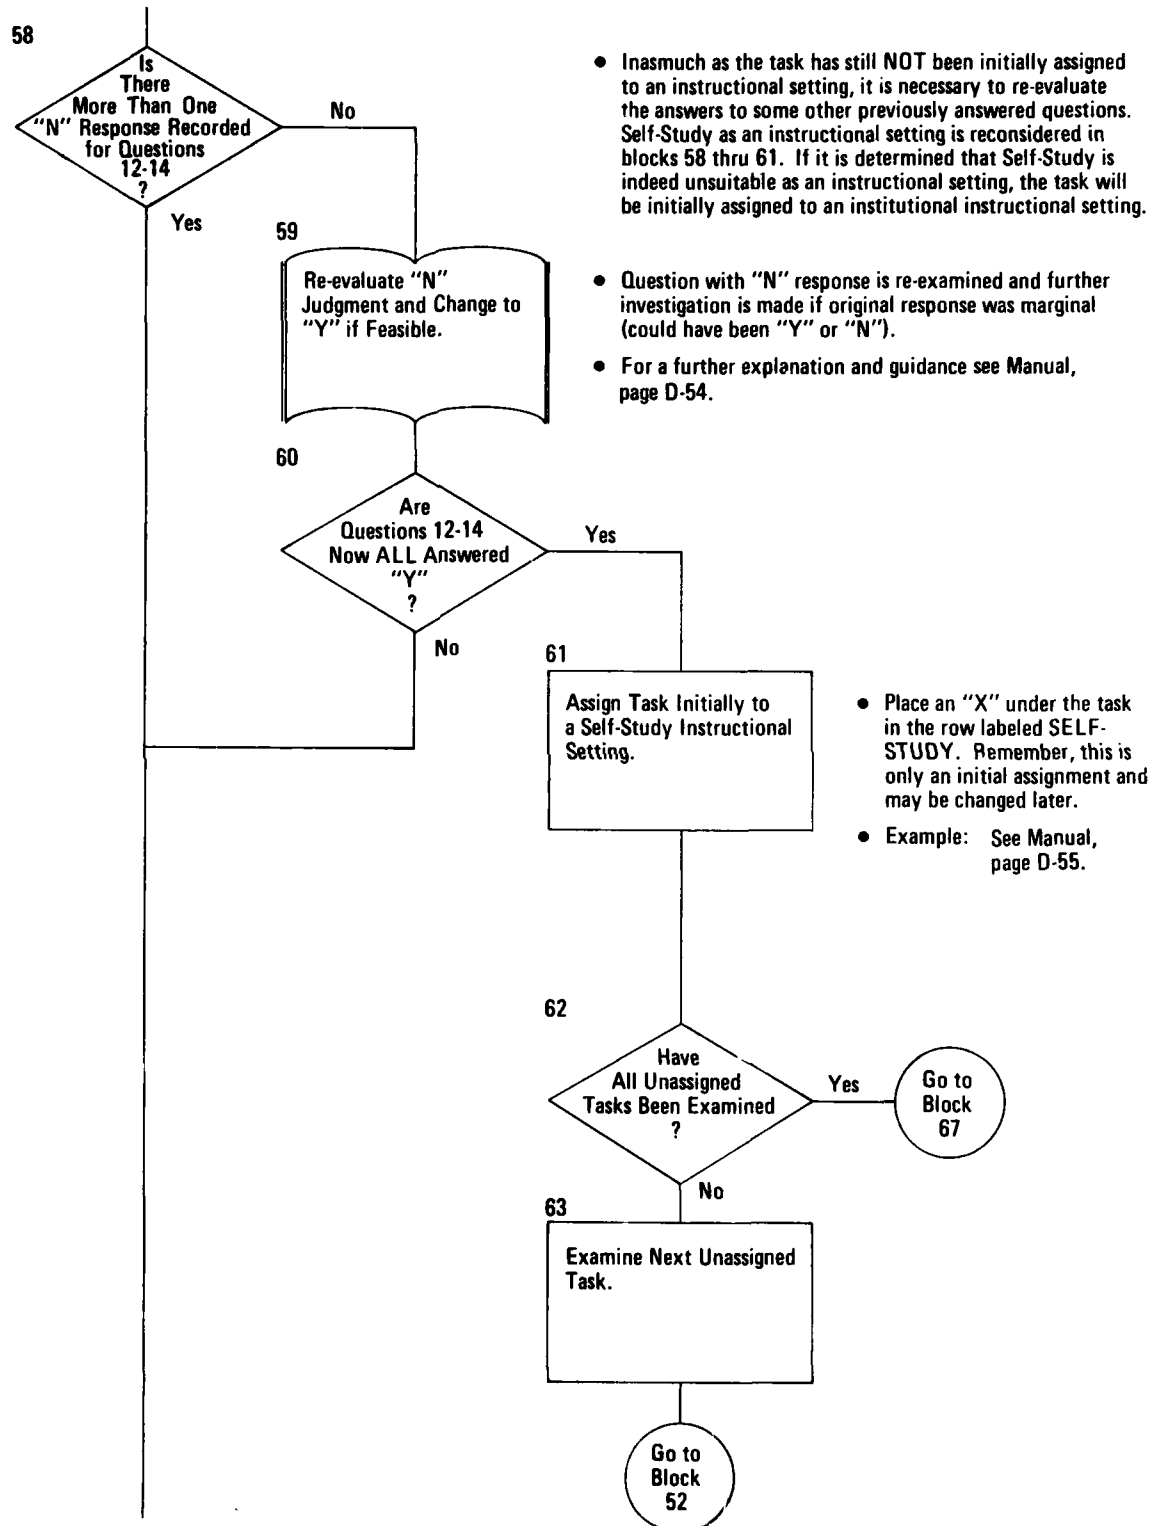 58
Is
There
More Than One
“N” Response Recorded
for Questions
12-14
?
No
Yes
• Inasmuch as the task has still NOT been initially assigned
to an instructional setting, it is necessary to re-evaluate
the answers to some other previously answered questions.
Self-Study as an instructional setting is reconsidered in
blocks 58 thru 61. If it is determined that Self-Study is
indeed unsuitable as an instructional setting, the task will
be initially assigned to an institutional instructional setting.
59
Re-evaluate “N”
Judgment and Change to
“Y” if Feasible.
• Question with “N” response is re-examined and further
investigation is made if original response was marginal
(could have been “Y” or “N”).
• For a further explanation and guidance see Manual,
page D-54.
60
Are
Questions 12-14
Now ALL Answered
“Y”
?
Yes
No
61
Assign Task Initially to
a Self-Study Instructional
Setting.
• Place an “X” under the task
in the row labeled SELF-
STUDY. Remember, this is
only an initial assignment and
may be changed later.
• Example: See Manual,
page D-55.
62
Have
All Unassigned
Tasks Been Examined
?
Yes
Go to
Block
67
No
63
Examine Next Unassigned
Task.
Go to
Block
52